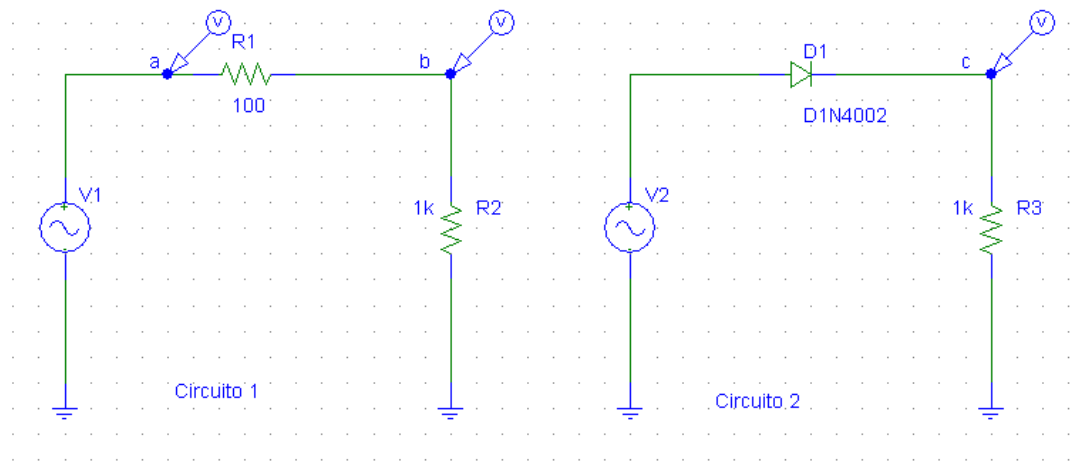 V
V
V
R1
D1
a
b
c
100
D1N4002
V1
V2
1k
R2
1k
R3
Circuito 1
Circuito 2